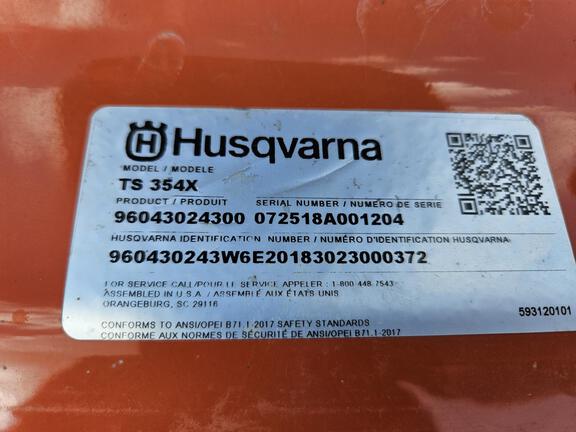 Husqvarna
MODEL / MODELE
TS 354X
PRODUCT / PRODUIT SERIAL NUMBER / NUMÉRO DE SERIE
96043024300 072518A001204
HUSQVARNA IDENTIFICATION NUMBER / NUMÉRO D'IDENTIFICATION HUSQVARNA
960430243W6E20183023000372
FOR SERVICE CALL/POUR LE SERVICE APPELER : 1-800-448-7543
ASSEMBLED IN U.S.A. / ASSEMBLÉ AUX ÉTATS-UNIS
ORANGEBURG, SC 29116
593120101
CONFORMS TO ANSI/OPEI B71.1-2017 SAFETY STANDARDS
CONFORME AUX NORMES DE SÉCURITÉ DE ANSI/OPEI B71.1-2017